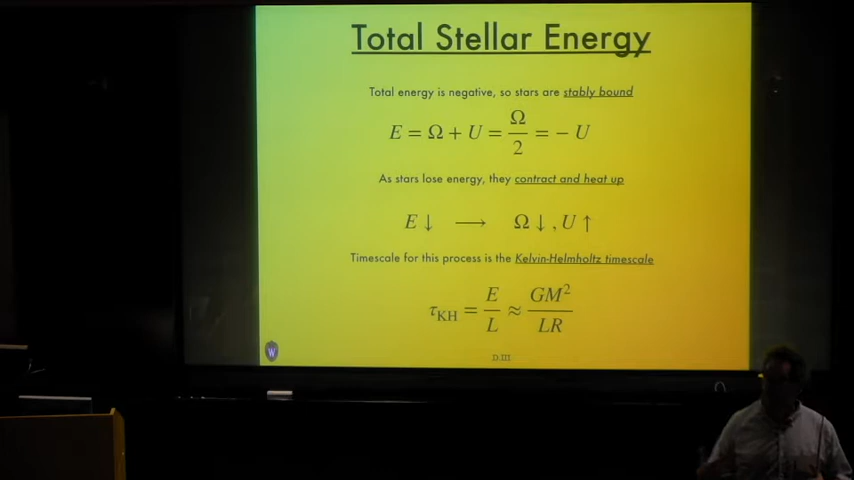 Total Stellar Energy
Total energy is negative, so stars are stably bound
E = Ω + U = Ω/2 = − U
As stars lose energy, they contract and heat up
E ↓ ⟶ Ω ↓ , U ↑
Timescale for this process is the Kelvin-Helmholtz timescale
τ_KH = E/L ≈ GM²/LR
W
D.III